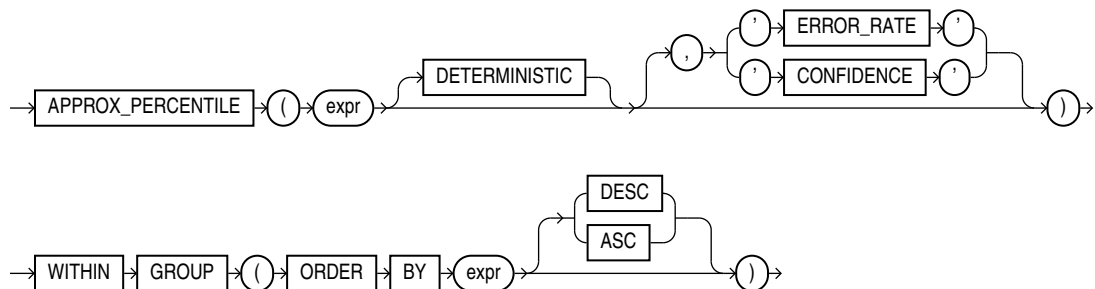 ' ERROR_RATE '
DETERMINISTIC , ' CONFIDENCE '
APPROX_PERCENTILE ( expr )
DESC
ASC
WITHIN GROUP ( ORDER BY expr )